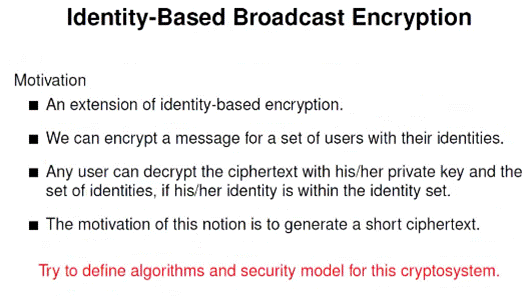 Identity-Based Broadcast Encryption
Motivation
■ An extension of identity-based encryption.
■ We can encrypt a message for a set of users with their identities.
■ Any user can decrypt the ciphertext with his/her private key and the
set of identities, if his/her identity is within the identity set.
■ The motivation of this notion is to generate a short ciphertext.
Try to define algorithms and security model for this cryptosystem.